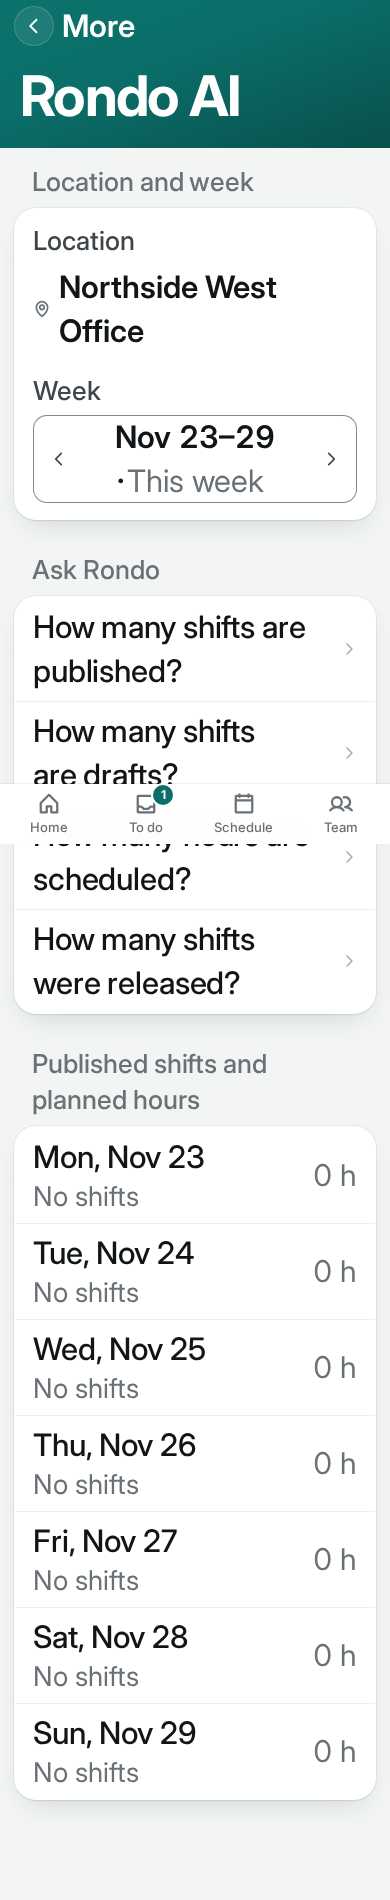 More
Rondo AI
Location and week
Location
Northside West
Office
Week
Nov 23–29
·This week
Ask Rondo
How many shifts are
published?
How many shifts
are drafts?
Home
1
To do
Schedule
Team
How many hours are
scheduled?
How many shifts
were released?
Published shifts and
planned hours
Mon, Nov 23
No shifts
0 h
Tue, Nov 24
No shifts
0 h
Wed, Nov 25
No shifts
0 h
Thu, Nov 26
No shifts
0 h
Fri, Nov 27
No shifts
0 h
Sat, Nov 28
No shifts
0 h
Sun, Nov 29
No shifts
0 h